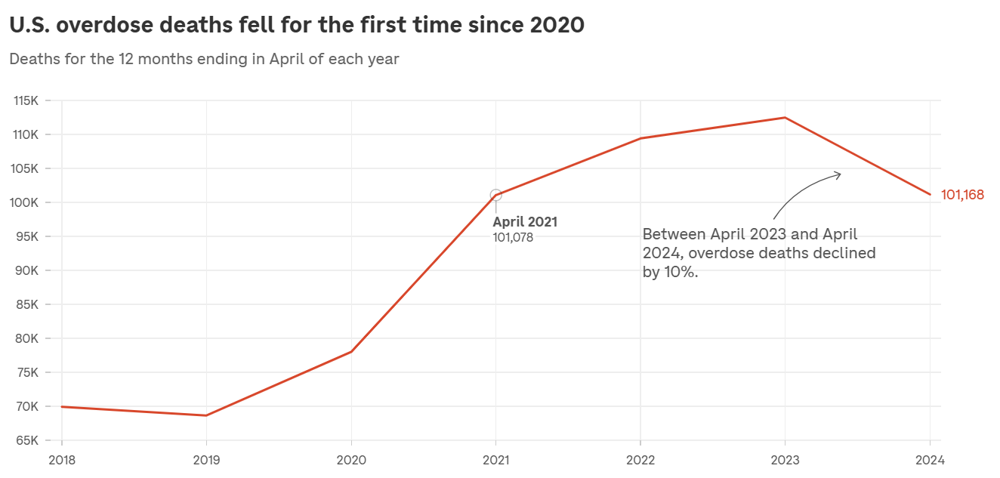 U.S. overdose deaths fell for the first time since 2020
Deaths for the 12 months ending in April of each year
115K
110K
105K
100K
95K
90K
85K
80K
75K
70K
65K
April 2021
101,078
Between April 2023 and April
2024, overdose deaths declined
by 10%.
101,168
2018
2019
2020
2021
2022
2023
2024